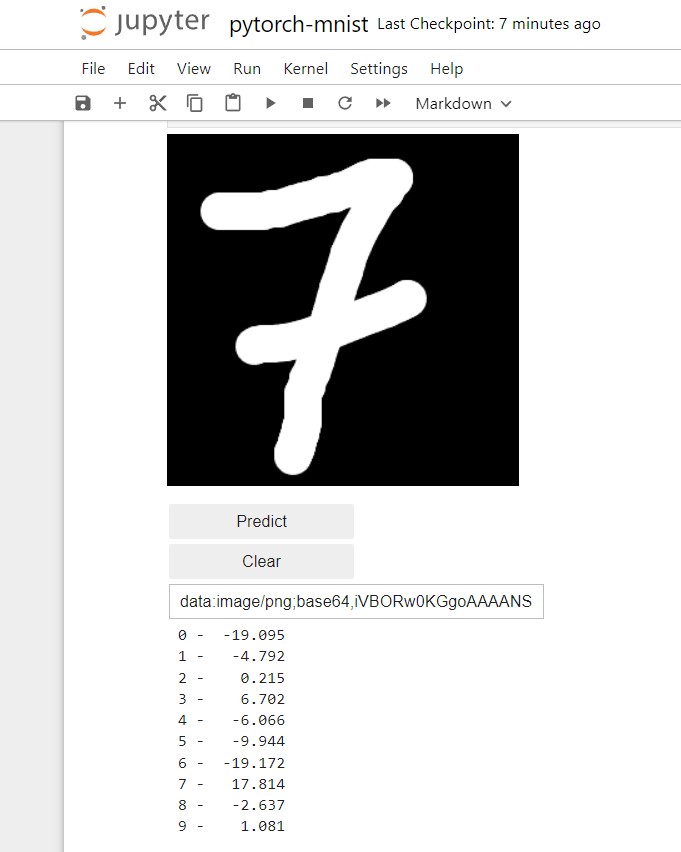 jupyter pytorch-mnist Last Checkpoint: 7 minutes ago
File Edit View Run Kernel Settings Help
Markdown
7
Predict
Clear
data:image/png;base64,iVBORw0KGgoAAAANS
0 - -19.095
1 - -4.792
2 - 0.215
3 - 6.702
4 - -6.066
5 - -9.944
6 - -19.172
7 - 17.814
8 - -2.637
9 - 1.081